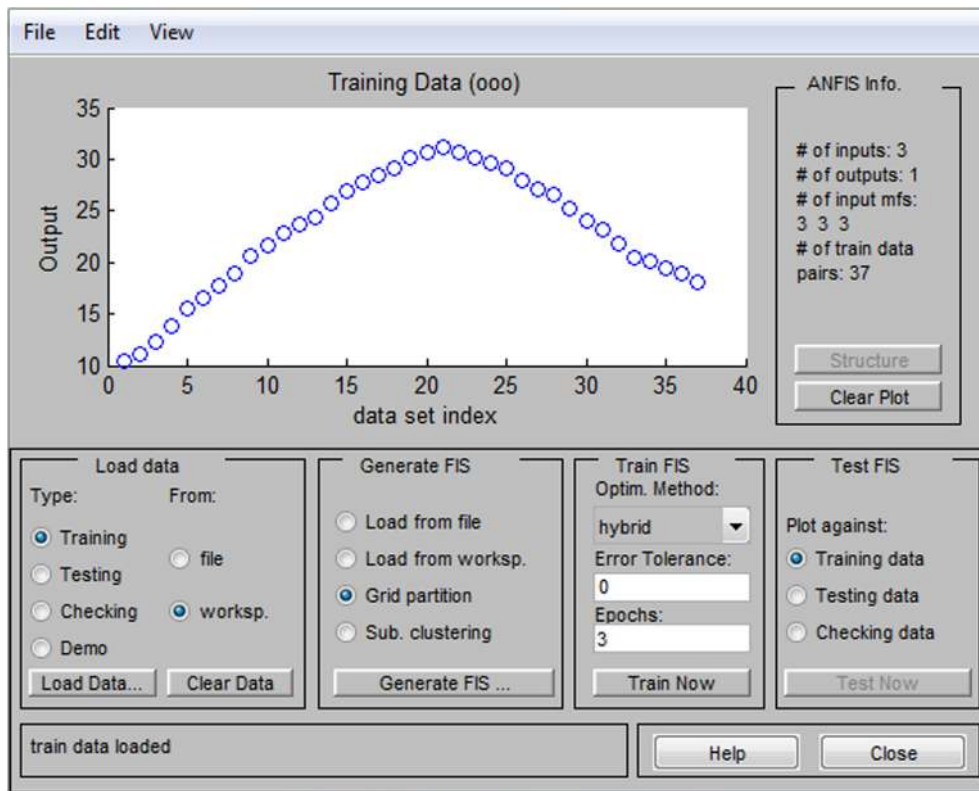 File Edit View
Training Data (ooo)
35
30
25
20
15
10
Output
0 5 10 15 20 25 30 35 40
data set index
ANFIS Info.
# of inputs: 3
# of outputs: 1
# of input mfs:
3 3 3
# of train data
pairs: 37
Structure
Clear Plot
Load data
Type: From:
Training
Testing
Checking
Demo
file
worksp.
Load Data... Clear Data
Generate FIS
Load from file
Load from worksp.
Grid partition
Sub. clustering
Generate FIS ...
Train FIS
Optim. Method:
hybrid
Error Tolerance:
0
Epochs:
3
Train Now
Test FIS
Plot against:
Training data
Testing data
Checking data
Test Now
train data loaded
Help Close